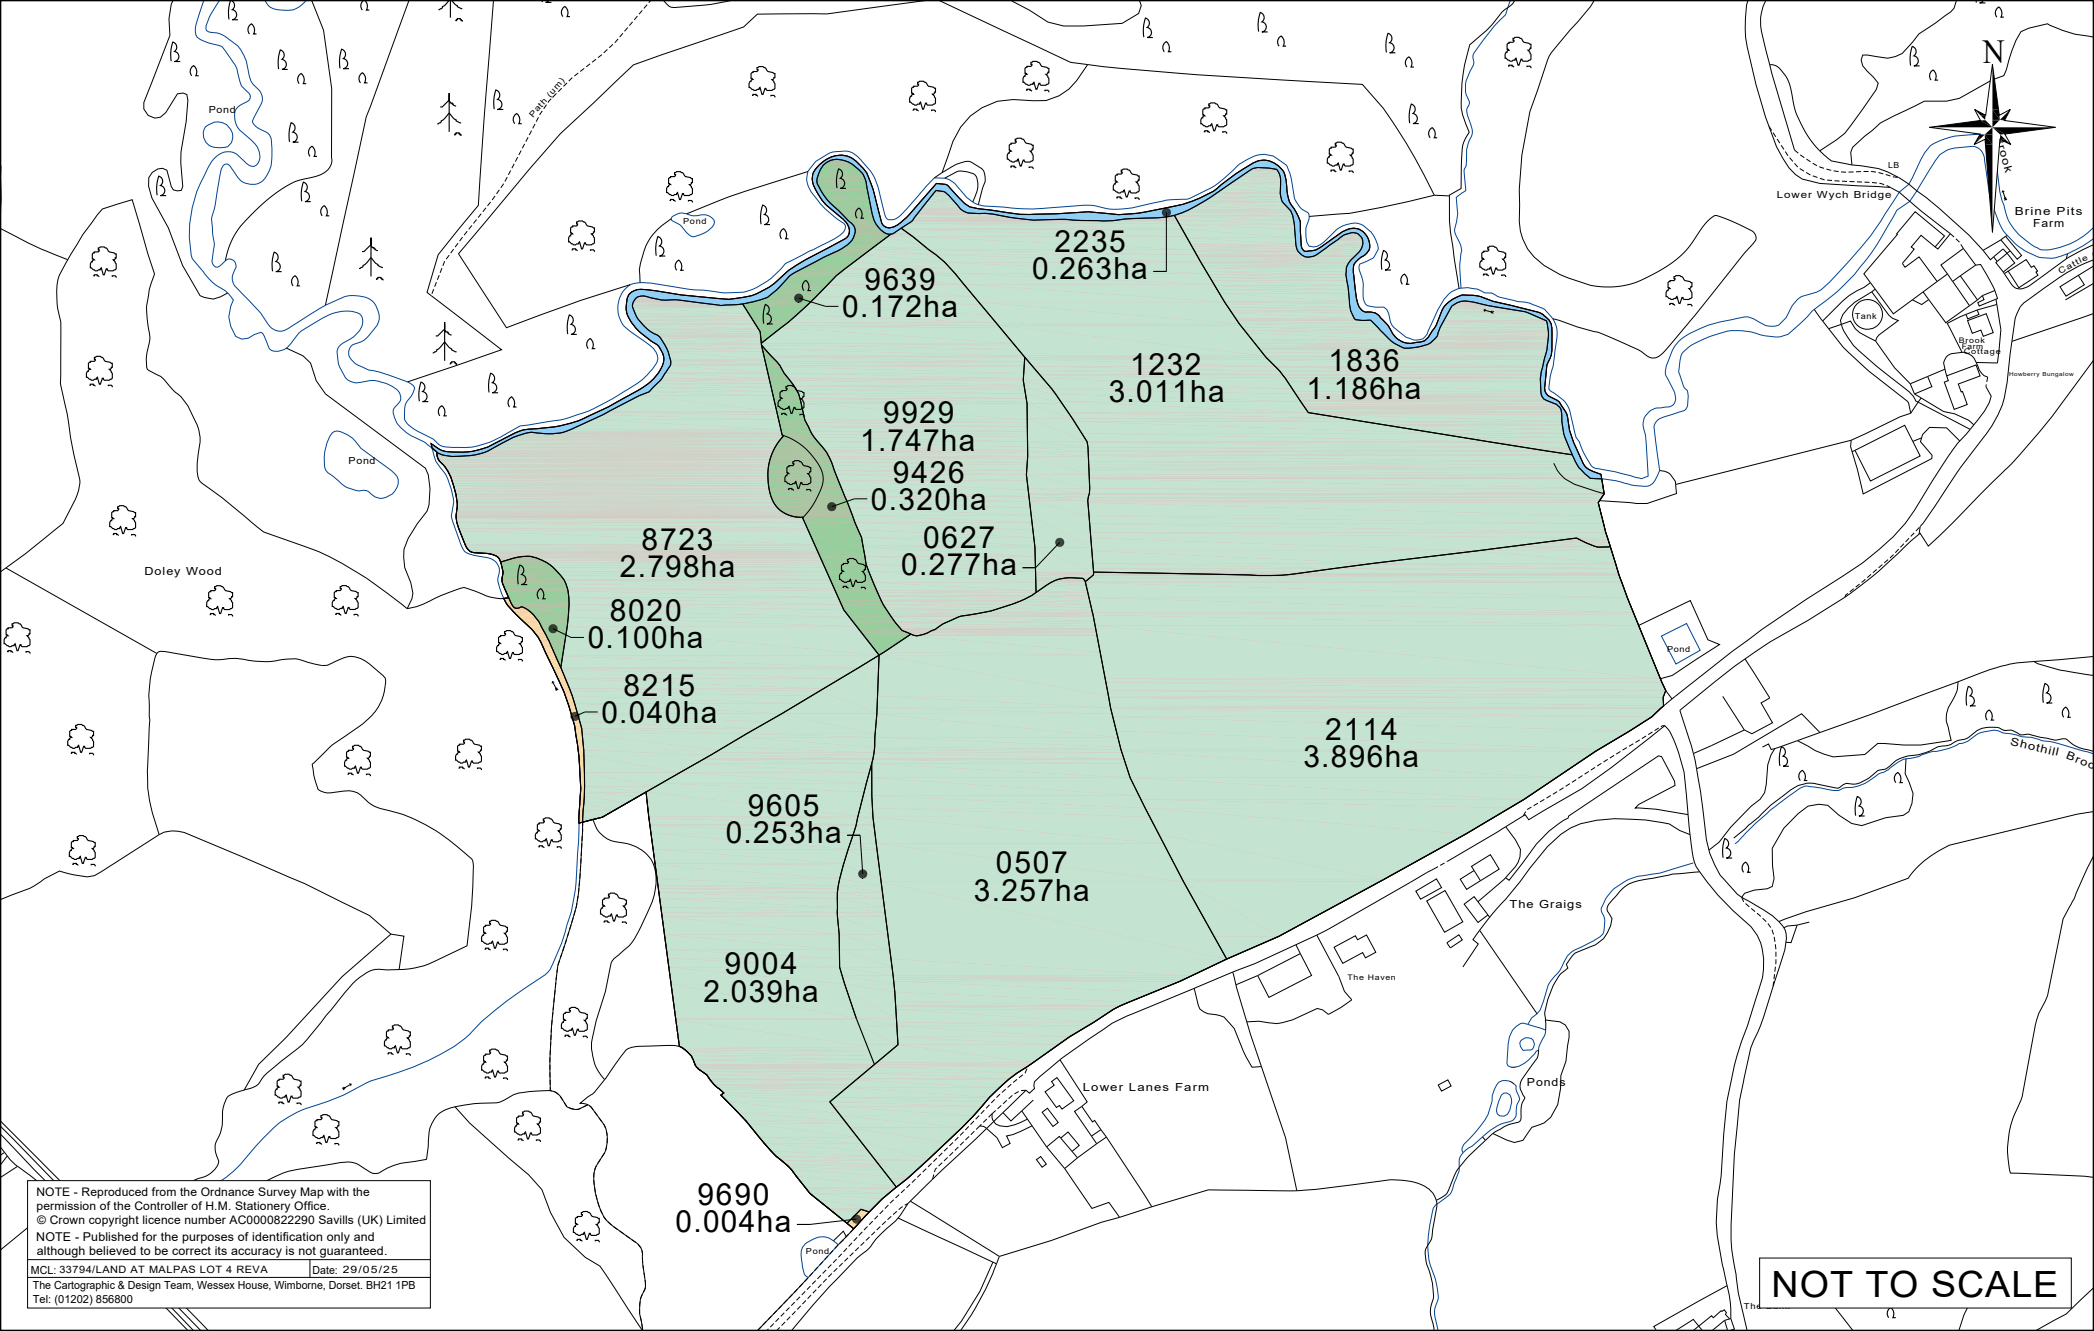 N
Pond
Path (um)
LB
Lower Wych Bridge
Brine Pits
Farm
Cattle
Pond
2235
0.263ha
9639
0.172ha
Tank
Brook
Farm
Cottage
Howberry Bungalow
1232
3.011ha
1836
1.186ha
9929
1.747ha
Pond
9426
0.320ha
8723
2.798ha
0627
0.277ha
Doley Wood
8020
0.100ha
Pond
8215
0.040ha
2114
3.896ha
Shothill Broo
9605
0.253ha
0507
3.257ha
The Graigs
9004
2.039ha
The Haven
Lower Lanes Farm
Ponds
9690
0.004ha
Pond
NOTE - Reproduced from the Ordnance Survey Map with the
permission of the Controller of H.M. Stationery Office.
© Crown copyright licence number AC0000822290 Savills (UK) Limited
NOTE - Published for the purposes of identification only and
although believed to be correct its accuracy is not guaranteed.
MCL: 33794/LAND AT MALPAS LOT 4 REVA
Date: 29/05/25
The Cartographic & Design Team, Wessex House, Wimborne, Dorset. BH21 1PB
Tel: (01202) 856800
NOT TO SCALE